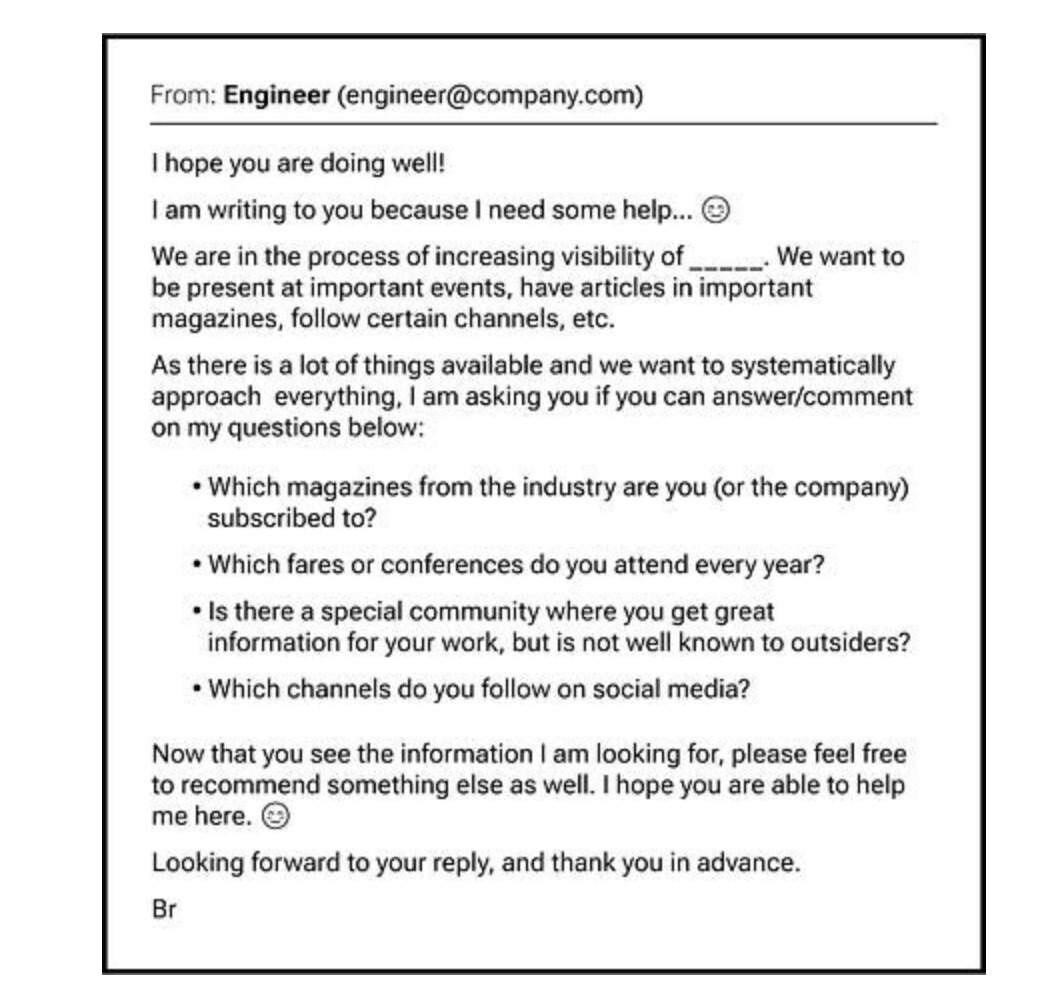 From: Engineer (engineer@company.com)
I hope you are doing well!
I am writing to you because I need some help... 😊
We are in the process of increasing visibility of _____. We want to
be present at important events, have articles in important
magazines, follow certain channels, etc.
As there is a lot of things available and we want to systematically
approach everything, I am asking you if you can answer/comment
on my questions below:
• Which magazines from the industry are you (or the company)
subscribed to?
• Which fares or conferences do you attend every year?
• Is there a special community where you get great
information for your work, but is not well known to outsiders?
• Which channels do you follow on social media?
Now that you see the information I am looking for, please feel free
to recommend something else as well. I hope you are able to help
me here. 😊
Looking forward to your reply, and thank you in advance.
Br